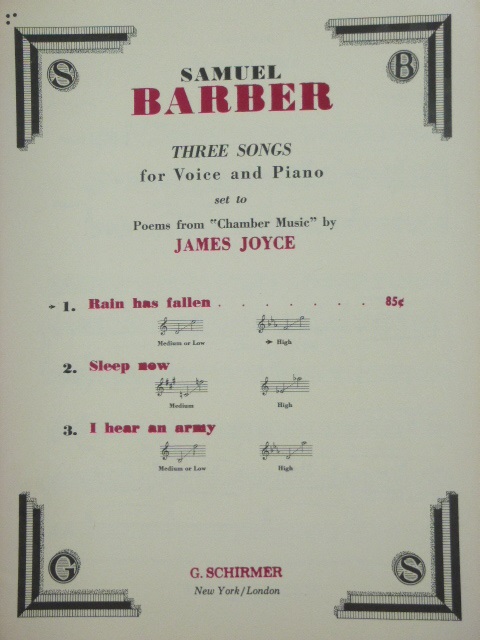 S
B
SAMUEL
BARBER
THREE SONGS
for Voice and Piano
set to
Poems from "Chamber Music" by
JAMES JOYCE
1. Rain has fallen . . . . . . . 85¢
Medium or Low High
2. Sleep now
Medium High
3. I hear an army
Medium or Low High
G
S
G. SCHIRMER
New York/London